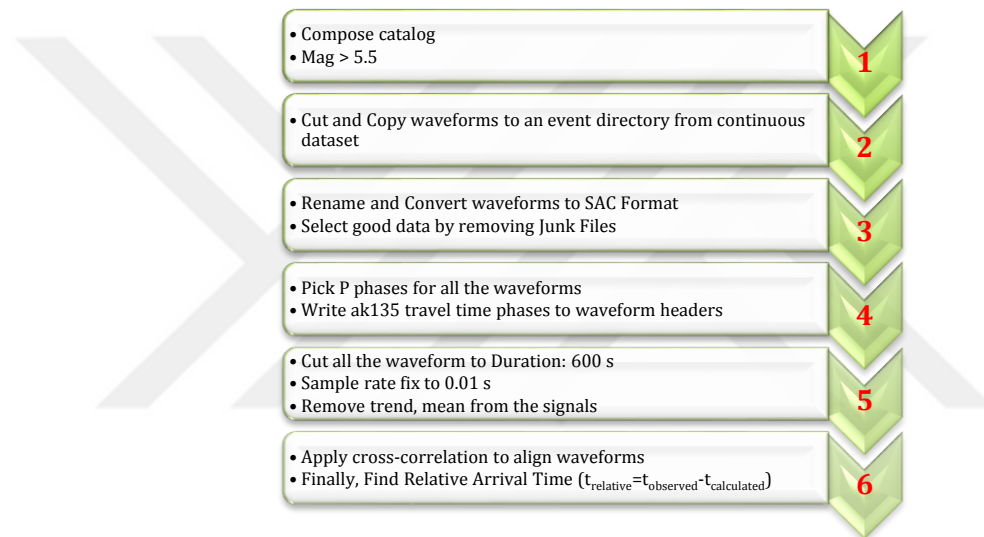 • Compose catalog
• Mag > 5.5
1
• Cut and Copy waveforms to an event directory from continuous
dataset
2
• Rename and Convert waveforms to SAC Format
• Select good data by removing Junk Files
3
• Pick P phases for all the waveforms
• Write ak135 travel time phases to waveform headers
4
• Cut all the waveform to Duration: 600 s
• Sample rate fix to 0.01 s
• Remove trend, mean from the signals
5
• Apply cross-correlation to align waveforms
• Finally, Find Relative Arrival Time (trelative=tobserved-tcalculated)
6